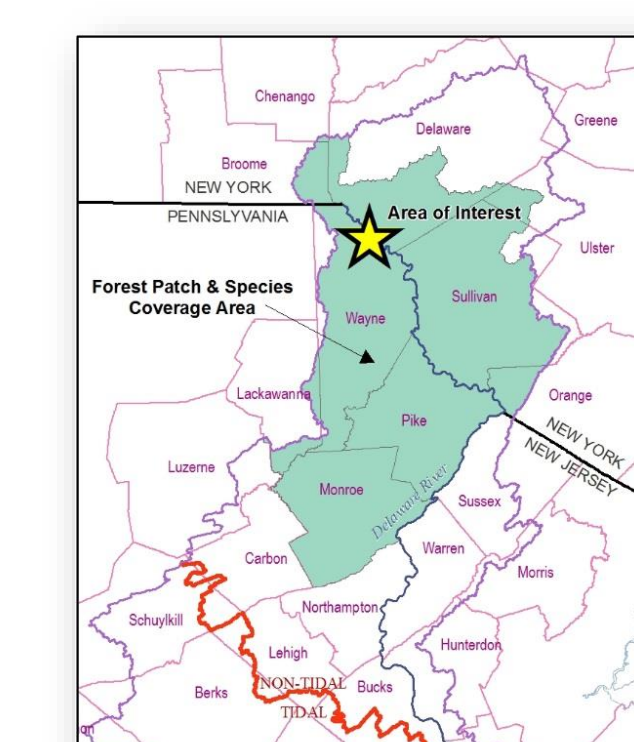 Chenango
Greene
Delaware
Broome
NEW YORK
PENNSLYVANIA
Area of Interest
Ulster
Forest Patch & Species
Coverage Area
Sullivan
Wayne
Lackawanna
Orange
Pike
NEW YORK
NEW JERSEY
Luzerne
Monroe
Delaware River
Sussex
Warren
Carbon
Morris
Northampton
Schuylkill
Hunterdon
Lehigh
NON-TIDAL
Bucks
Berks
TIDAL
on